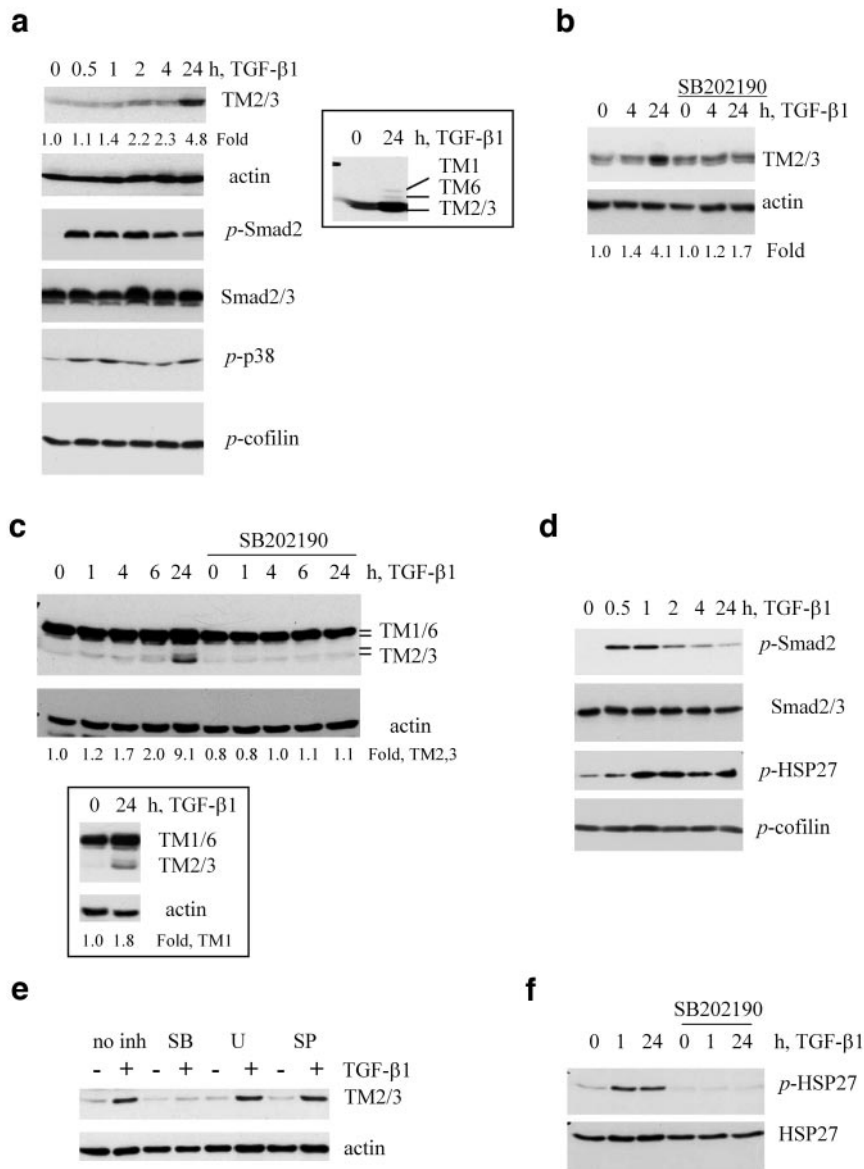 a
0 0.5 1 2 4 24 h, TGF-β1
TM2/3
1.0 1.1 1.4 2.2 2.3 4.8 Fold
actin
p-Smad2
Smad2/3
p-p38
p-cofilin
0 24 h, TGF-β1
TM1
TM6
TM2/3
b
SB202190
0 4 24 0 4 24 h, TGF-β1
TM2/3
actin
1.0 1.4 4.1 1.0 1.2 1.7 Fold
c
SB202190
0 1 4 6 24 0 1 4 6 24 h, TGF-β1
TM1/6
TM2/3
actin
1.0 1.2 1.7 2.0 9.1 0.8 0.8 1.0 1.1 1.1 Fold, TM2,3
0 24 h, TGF-β1
TM1/6
TM2/3
actin
1.0 1.8 Fold, TM1
d
0 0.5 1 2 4 24 h, TGF-β1
p-Smad2
Smad2/3
p-HSP27
p-cofilin
e
no inh SB U SP
- + - + - + - + TGF-β1
TM2/3
actin
f
SB202190
0 1 24 0 1 24 h, TGF-β1
p-HSP27
HSP27